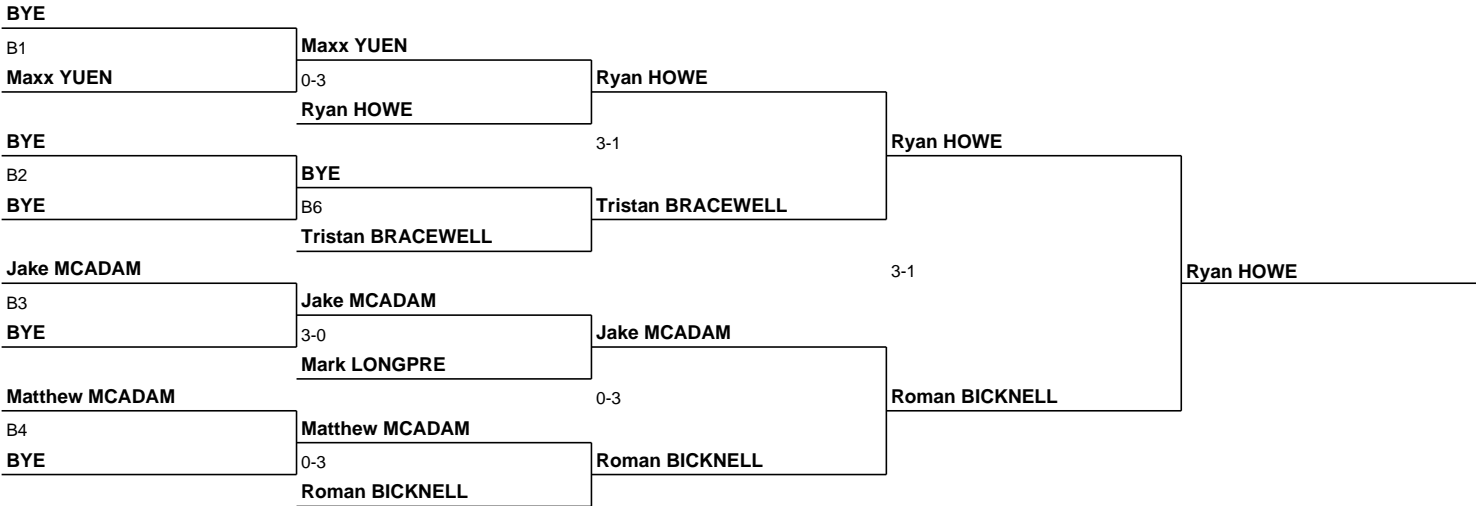 BYE
B1
Maxx YUEN
Maxx YUEN
0-3
Ryan HOWE
Ryan HOWE
BYE
B2
BYE
BYE
B6
Tristan BRACEWELL
3-1
Tristan BRACEWELL
Ryan HOWE
Jake MCADAM
B3
BYE
Jake MCADAM
3-0
Mark LONGPRE
Jake MCADAM
Matthew MCADAM
B4
BYE
Matthew MCADAM
0-3
Roman BICKNELL
0-3
Roman BICKNELL
Roman BICKNELL
3-1
Ryan HOWE